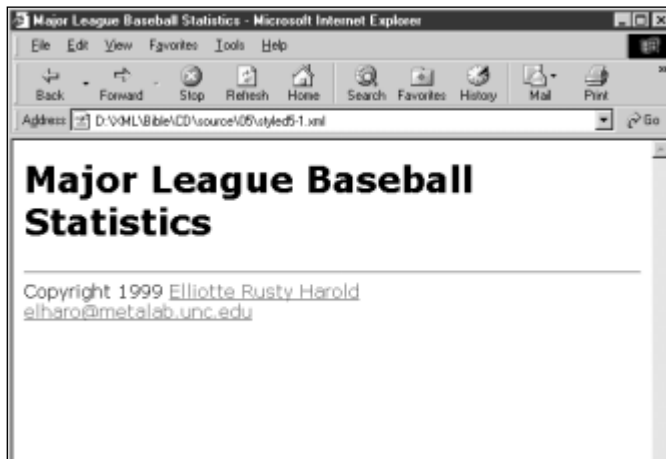 Major League Baseball Statistics - Microsoft Internet Explorer
File Edit View Favorites Tools Help
Back Forward Stop Refresh Home Search Favorites History Mail Print
Address D:\XML\Bible\CD\source\05\styled5-1.xml Go
Major League Baseball
Statistics
Copyright 1999 Elliotte Rusty Harold
elharo@metalab.unc.edu